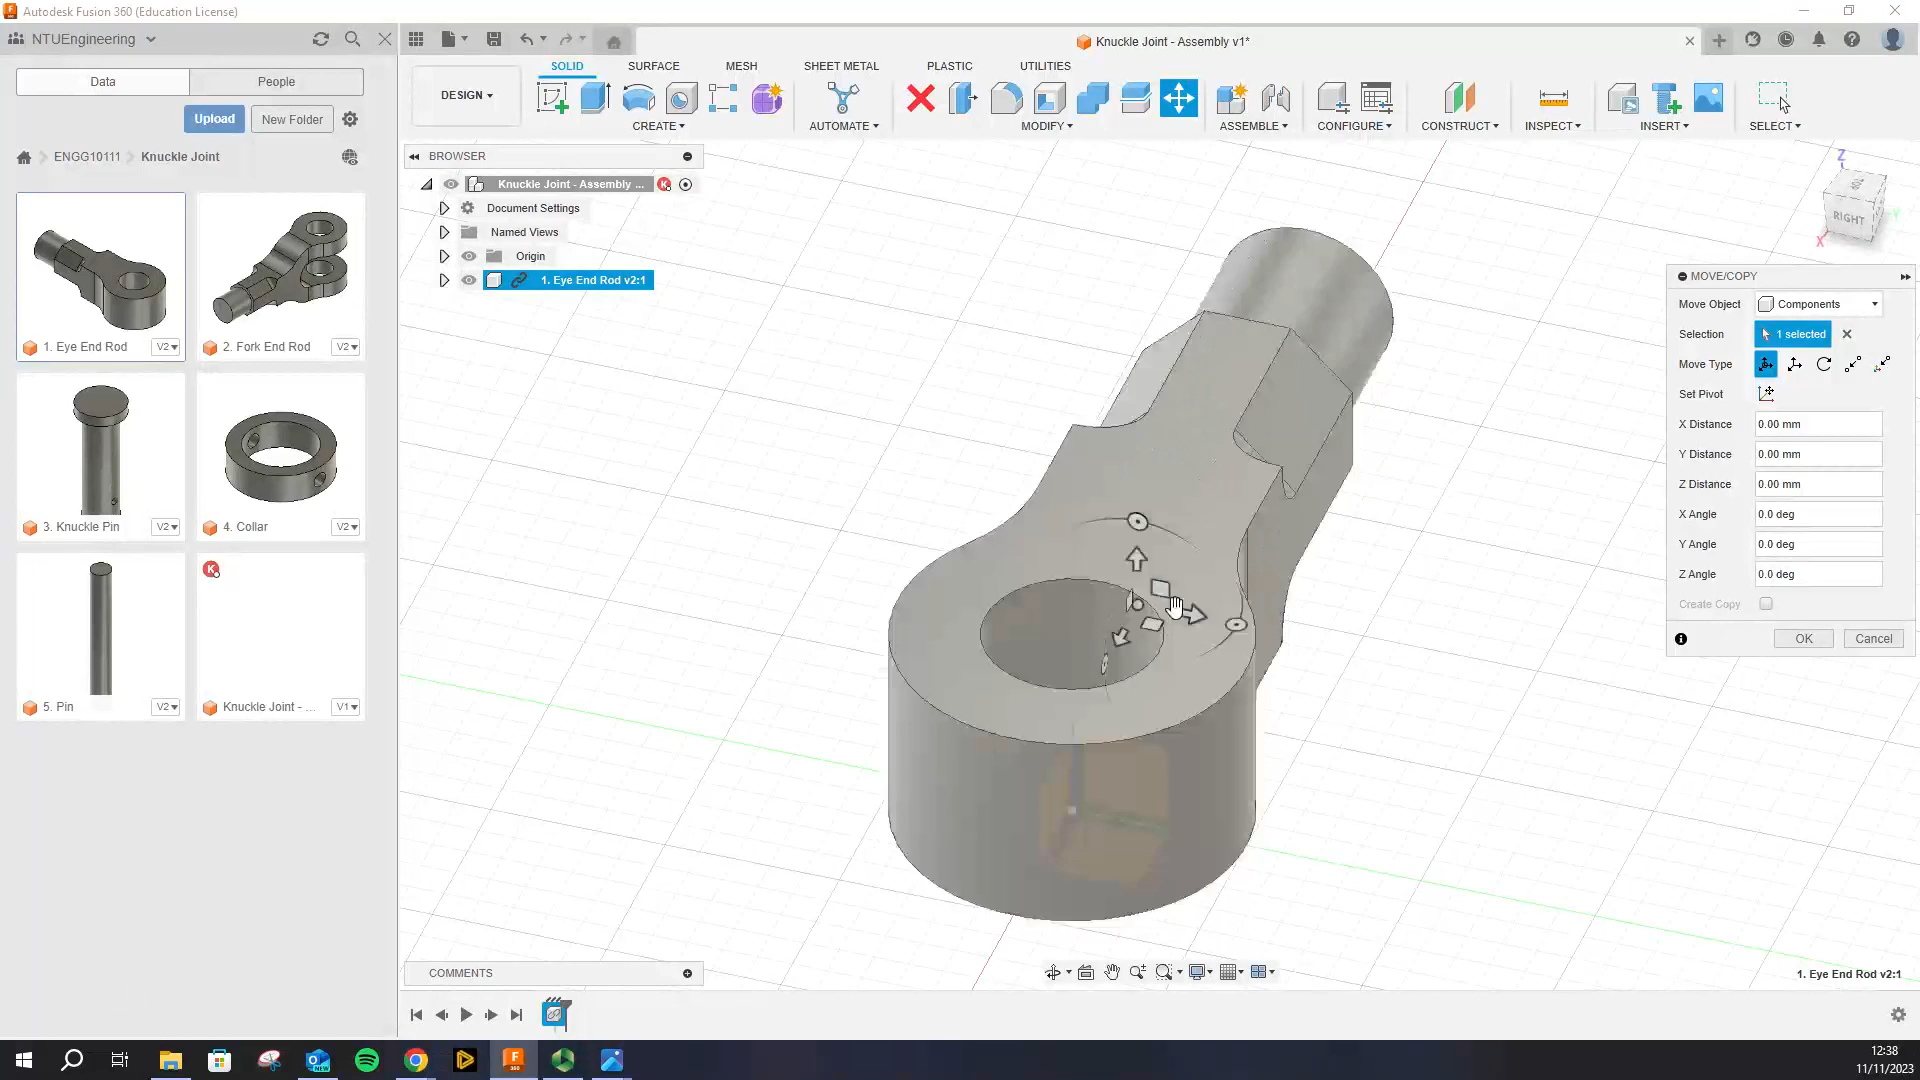 Autodesk Fusion 360 (Education License)
NTUEngineering
Knuckle Joint - Assembly v1*
Data
People
Upload
New Folder
ENGG10111
Knuckle Joint
1. Eye End Rod
V2
2. Fork End Rod
V2
3. Knuckle Pin
V2
4. Collar
V2
5. Pin
V2
Knuckle Joint - ...
V1
DESIGN
SOLID
SURFACE
MESH
SHEET METAL
PLASTIC
UTILITIES
CREATE
AUTOMATE
MODIFY
ASSEMBLE
CONFIGURE
CONSTRUCT
INSPECT
INSERT
SELECT
BROWSER
Knuckle Joint - Assembly ...
K
Document Settings
Named Views
Origin
1. Eye End Rod v2:1
Z
TOP
RIGHT
X
Y
MOVE/COPY
Move Object
Components
Selection
1 selected
Move Type
Set Pivot
X Distance
0.00 mm
Y Distance
0.00 mm
Z Distance
0.00 mm
X Angle
0.0 deg
Y Angle
0.0 deg
Z Angle
0.0 deg
Create Copy
OK
Cancel
K
COMMENTS
1. Eye End Rod v2:1
12:38
11/11/2023